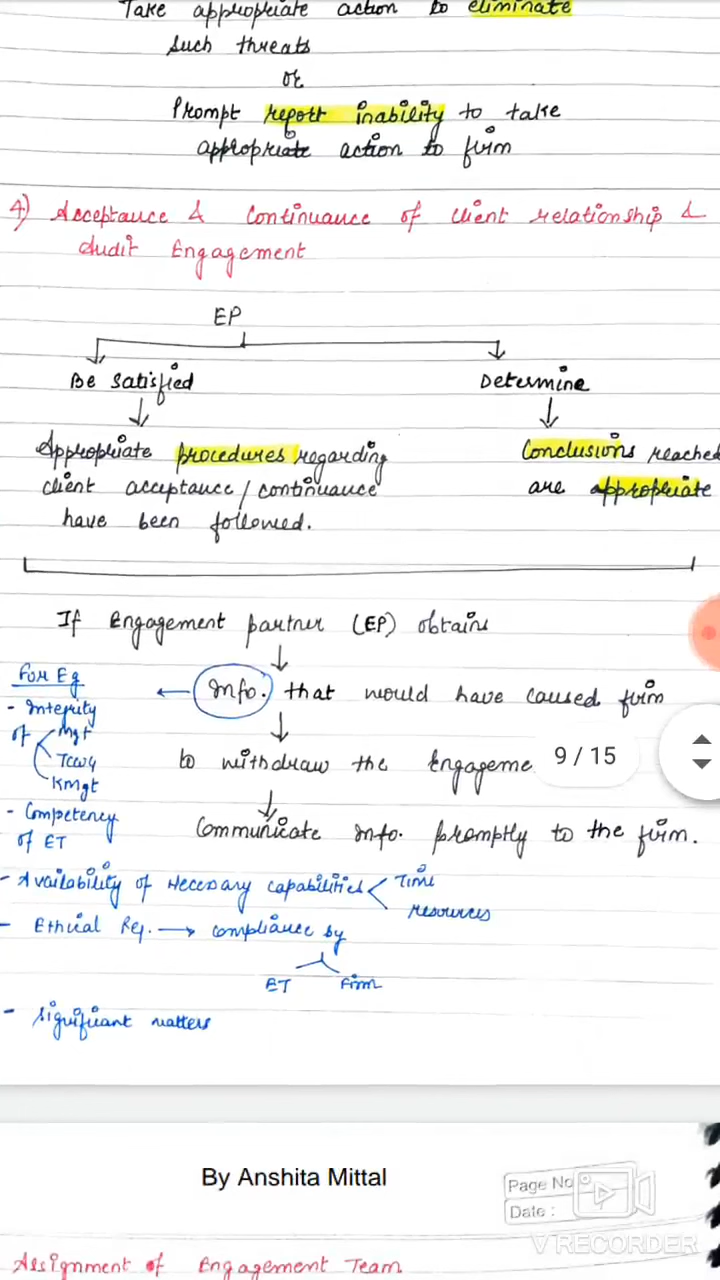 Take appropriate action to eliminate
Such threats
or
Prompt report inability to take
appropriate action to firm
4) Acceptance & Continuance of client relationship &
Audit Engagement
EP
Be Satisfied
Determine
Appropriate procedures regarding
client acceptance/continuance
have been followed.
Conclusions reached
are appropriate
If Engagement partner (EP) obtains
Info. that would have caused firm
to withdraw the Engageme
Communicate Info. promptly to the firm.
For Eg
- Integrity
of Mgt
TCWG
KMgt
- Competency
of ET
- Availability of Necessary capabilities Time
resources
- Ethical Req. → compliance by
ET Firm
- Significant matters
9 / 15
By Anshita Mittal
Page No
Date :
V RECORDER
Assignment of Engagement Team